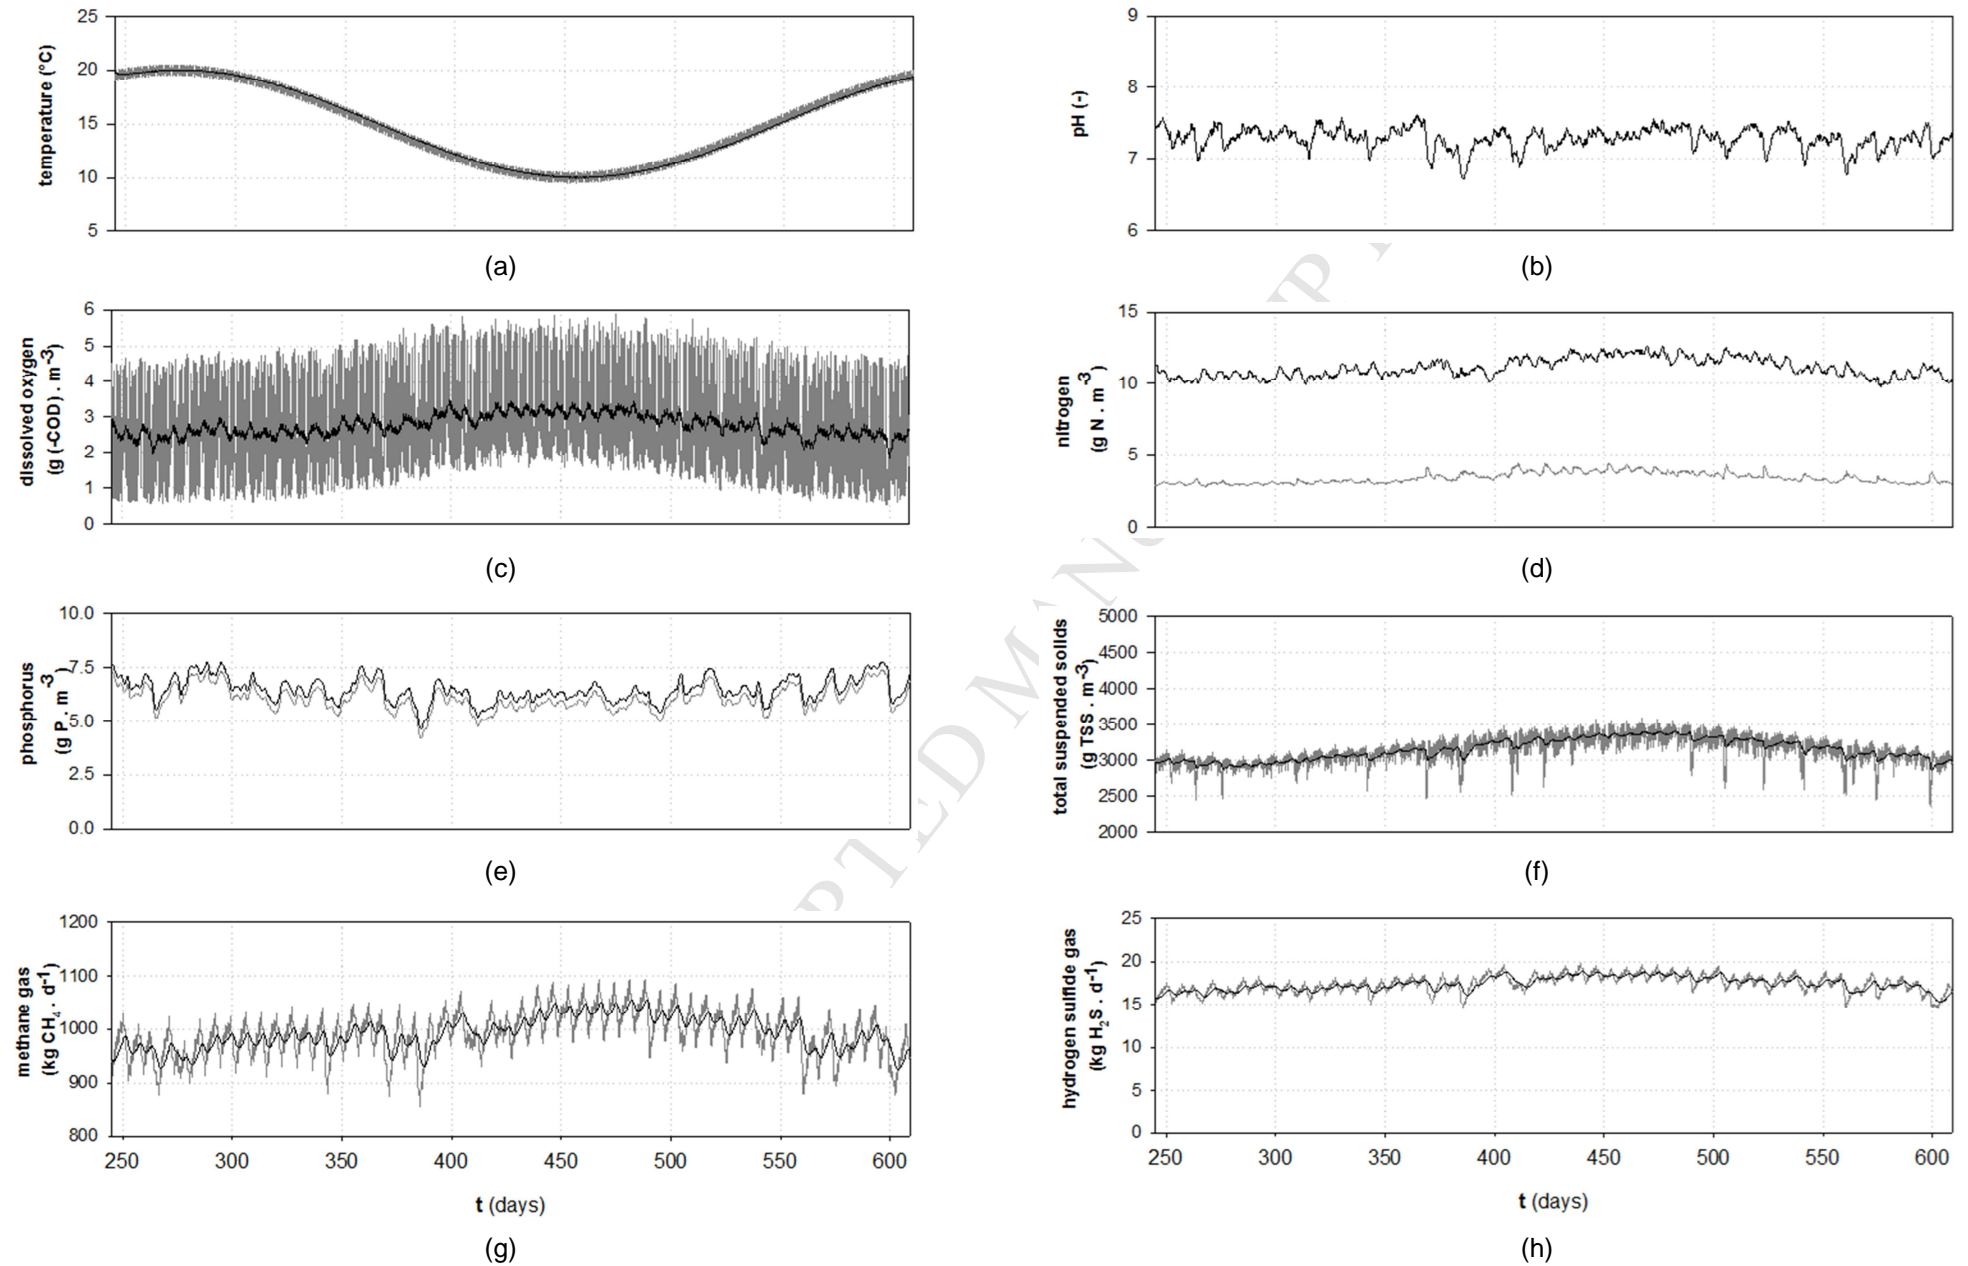 25
20
15
10
5
temperature (°C)
(a)
9
8
7
6
pH (-)
(b)
6
5
4
3
2
1
0
dissolved oxygen
(g (-COD) . m-3)
(c)
15
10
5
0
nitrogen
(g N . m-3)
(d)
10.0
7.5
5.0
2.5
0.0
phosphorus
(g P . m-3)
(e)
5000
4500
4000
3500
3000
2500
2000
total suspended solids
(g TSS . m-3)
(f)
1200
1100
1000
900
800
methane gas
(kg CH4 . d-1)
250 300 350 400 450 500 550 600
t (days)
(g)
25
20
15
10
5
0
hydrogen sulfide gas
(kg H2S . d-1)
250 300 350 400 450 500 550 600
t (days)
(h)